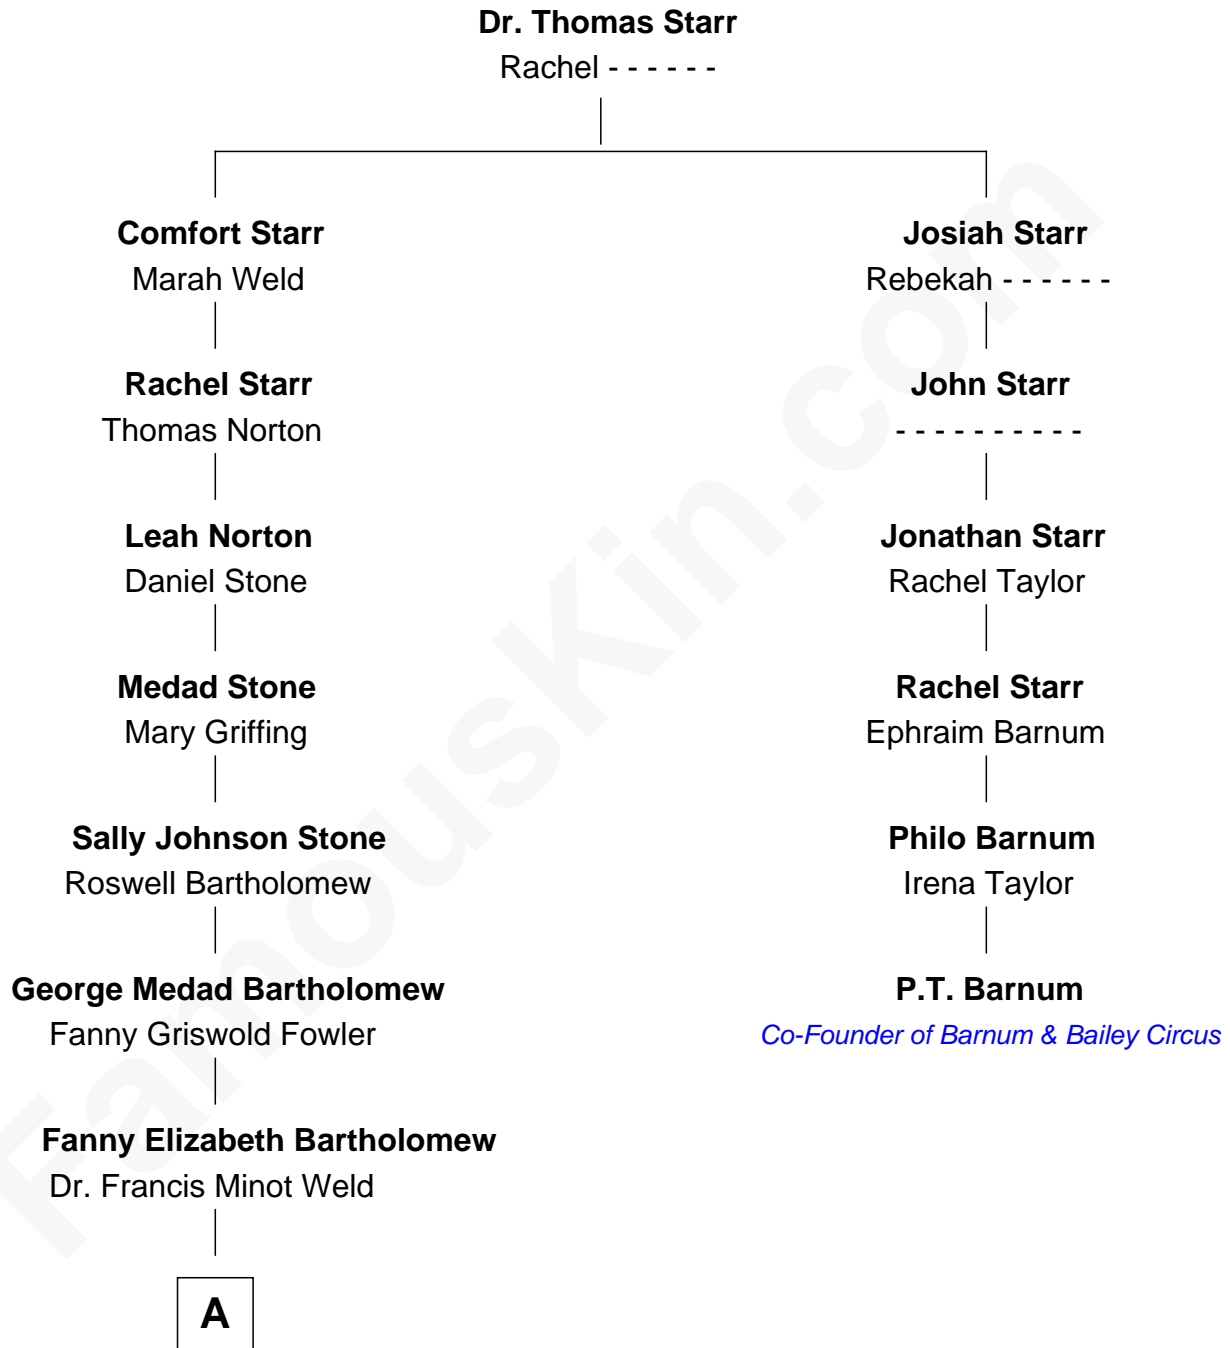 Dr. Thomas Starr
Rachel - - - - - -
Comfort Starr
Marah Weld
Josiah Starr
Rebekah - - - - - -
Rachel Starr
Thomas Norton
John Starr
- - - - - - - - - -
Leah Norton
Daniel Stone
Jonathan Starr
Rachel Taylor
Medad Stone
Mary Griffing
Rachel Starr
Ephraim Barnum
Sally Johnson Stone
Roswell Bartholomew
Philo Barnum
Irena Taylor
George Medad Bartholomew
Fanny Griswold Fowler
P.T. Barnum
Co-Founder of Barnum & Bailey Circus
Fanny Elizabeth Bartholomew
Dr. Francis Minot Weld
A
FamousKin.com